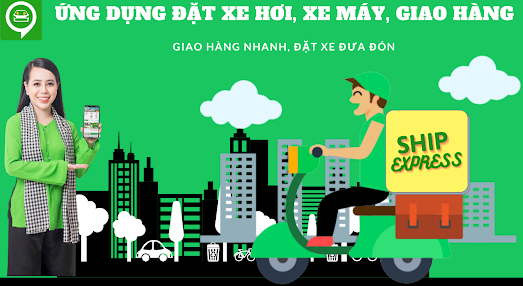 ỨNG DỤNG ĐẶT XE HƠI, XE MÁY, GIAO HÀNG
GIAO HÀNG NHANH, ĐẶT XE ĐƯA ĐÓN
SHIP
EXPRESS